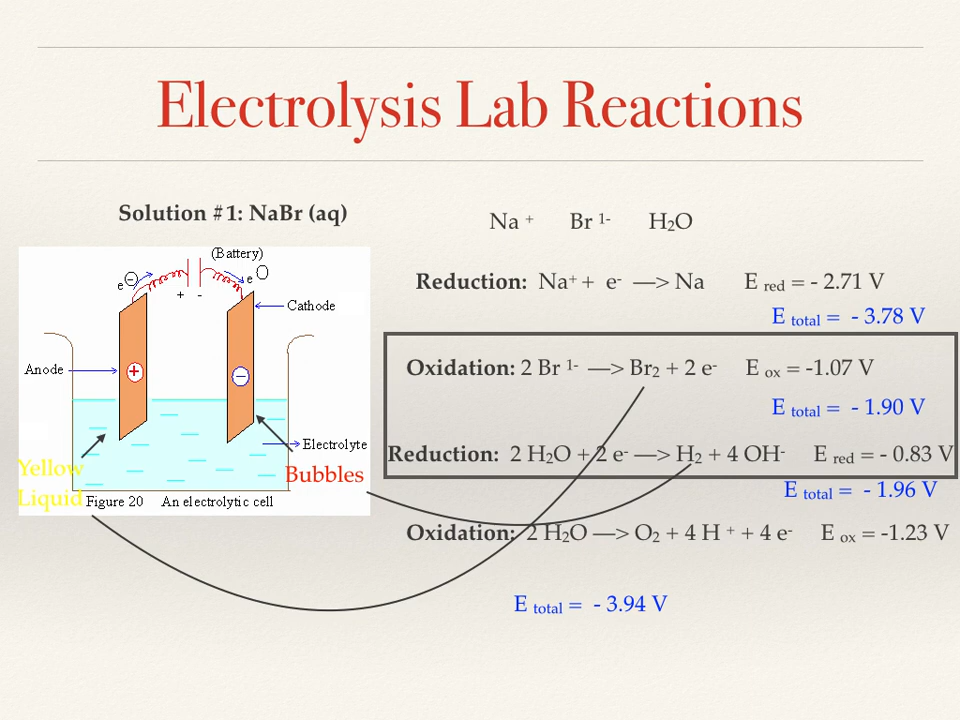 Electrolysis Lab Reactions
Solution #1: NaBr (aq)
Na + Br 1- H2O
(Battery)
e⊖ e O
+ -
Cathode
Anode
+
−
Electrolyte
Yellow
Liquid
Bubbles
Figure 20 An electrolytic cell
Reduction: Na+ + e- —> Na E red = - 2.71 V
E total = - 3.78 V
Oxidation: 2 Br 1- —> Br2 + 2 e- E ox = -1.07 V
E total = - 1.90 V
Reduction: 2 H2O + 2 e- —> H2 + 4 OH- E red = - 0.83 V
E total = - 1.96 V
Oxidation: 2 H2O —> O2 + 4 H + + 4 e- E ox = -1.23 V
E total = - 3.94 V